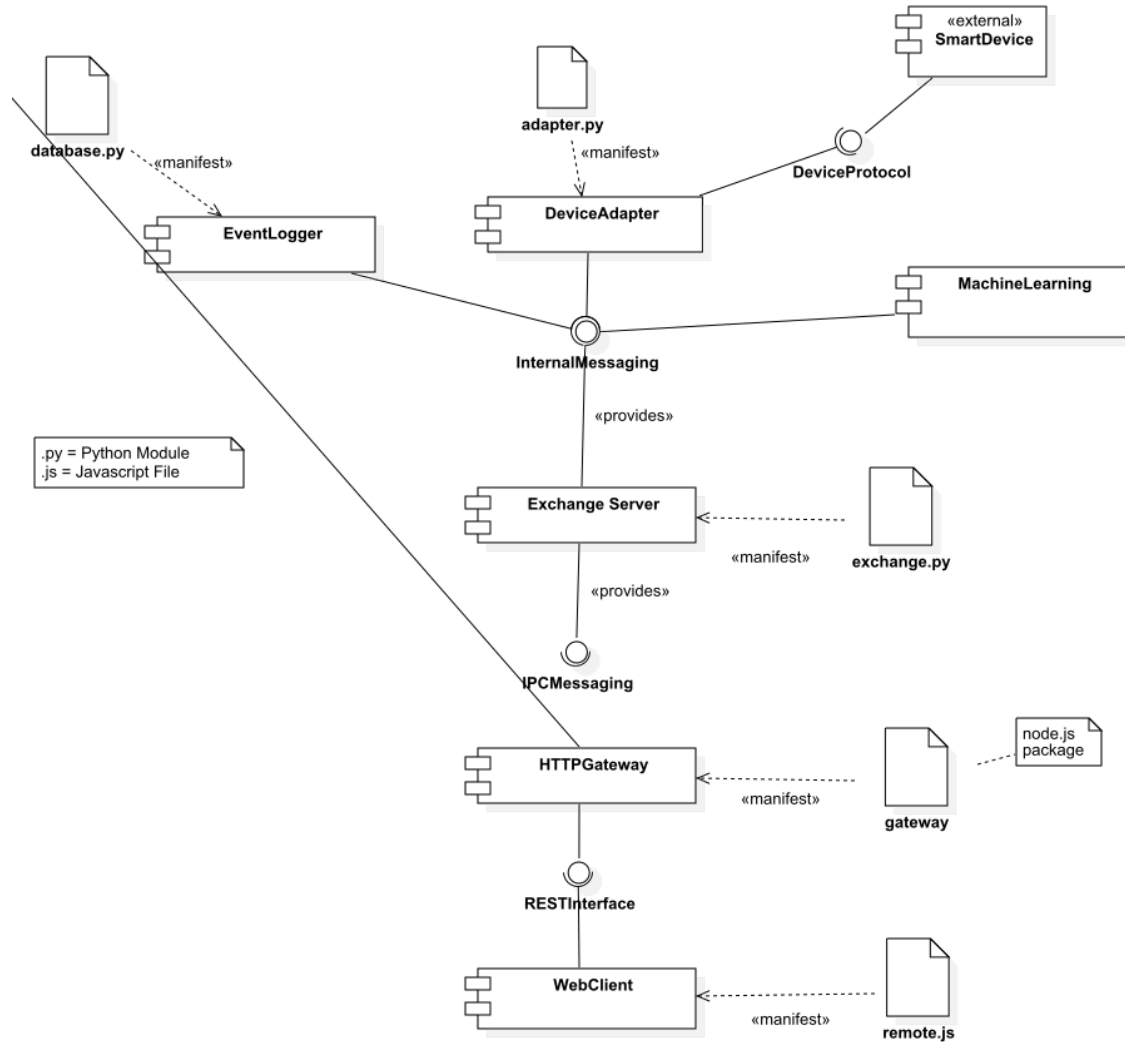 «external»
SmartDevice
adapter.py
«manifest»
database.py
«manifest»
DeviceProtocol
DeviceAdapter
EventLogger
MachineLearning
InternalMessaging
«provides»
.py = Python Module
.js = Javascript File
Exchange Server
«manifest»
exchange.py
«provides»
IPCMessaging
node.js
package
HTTPGateway
«manifest»
gateway
RESTInterface
WebClient
«manifest»
remote.js